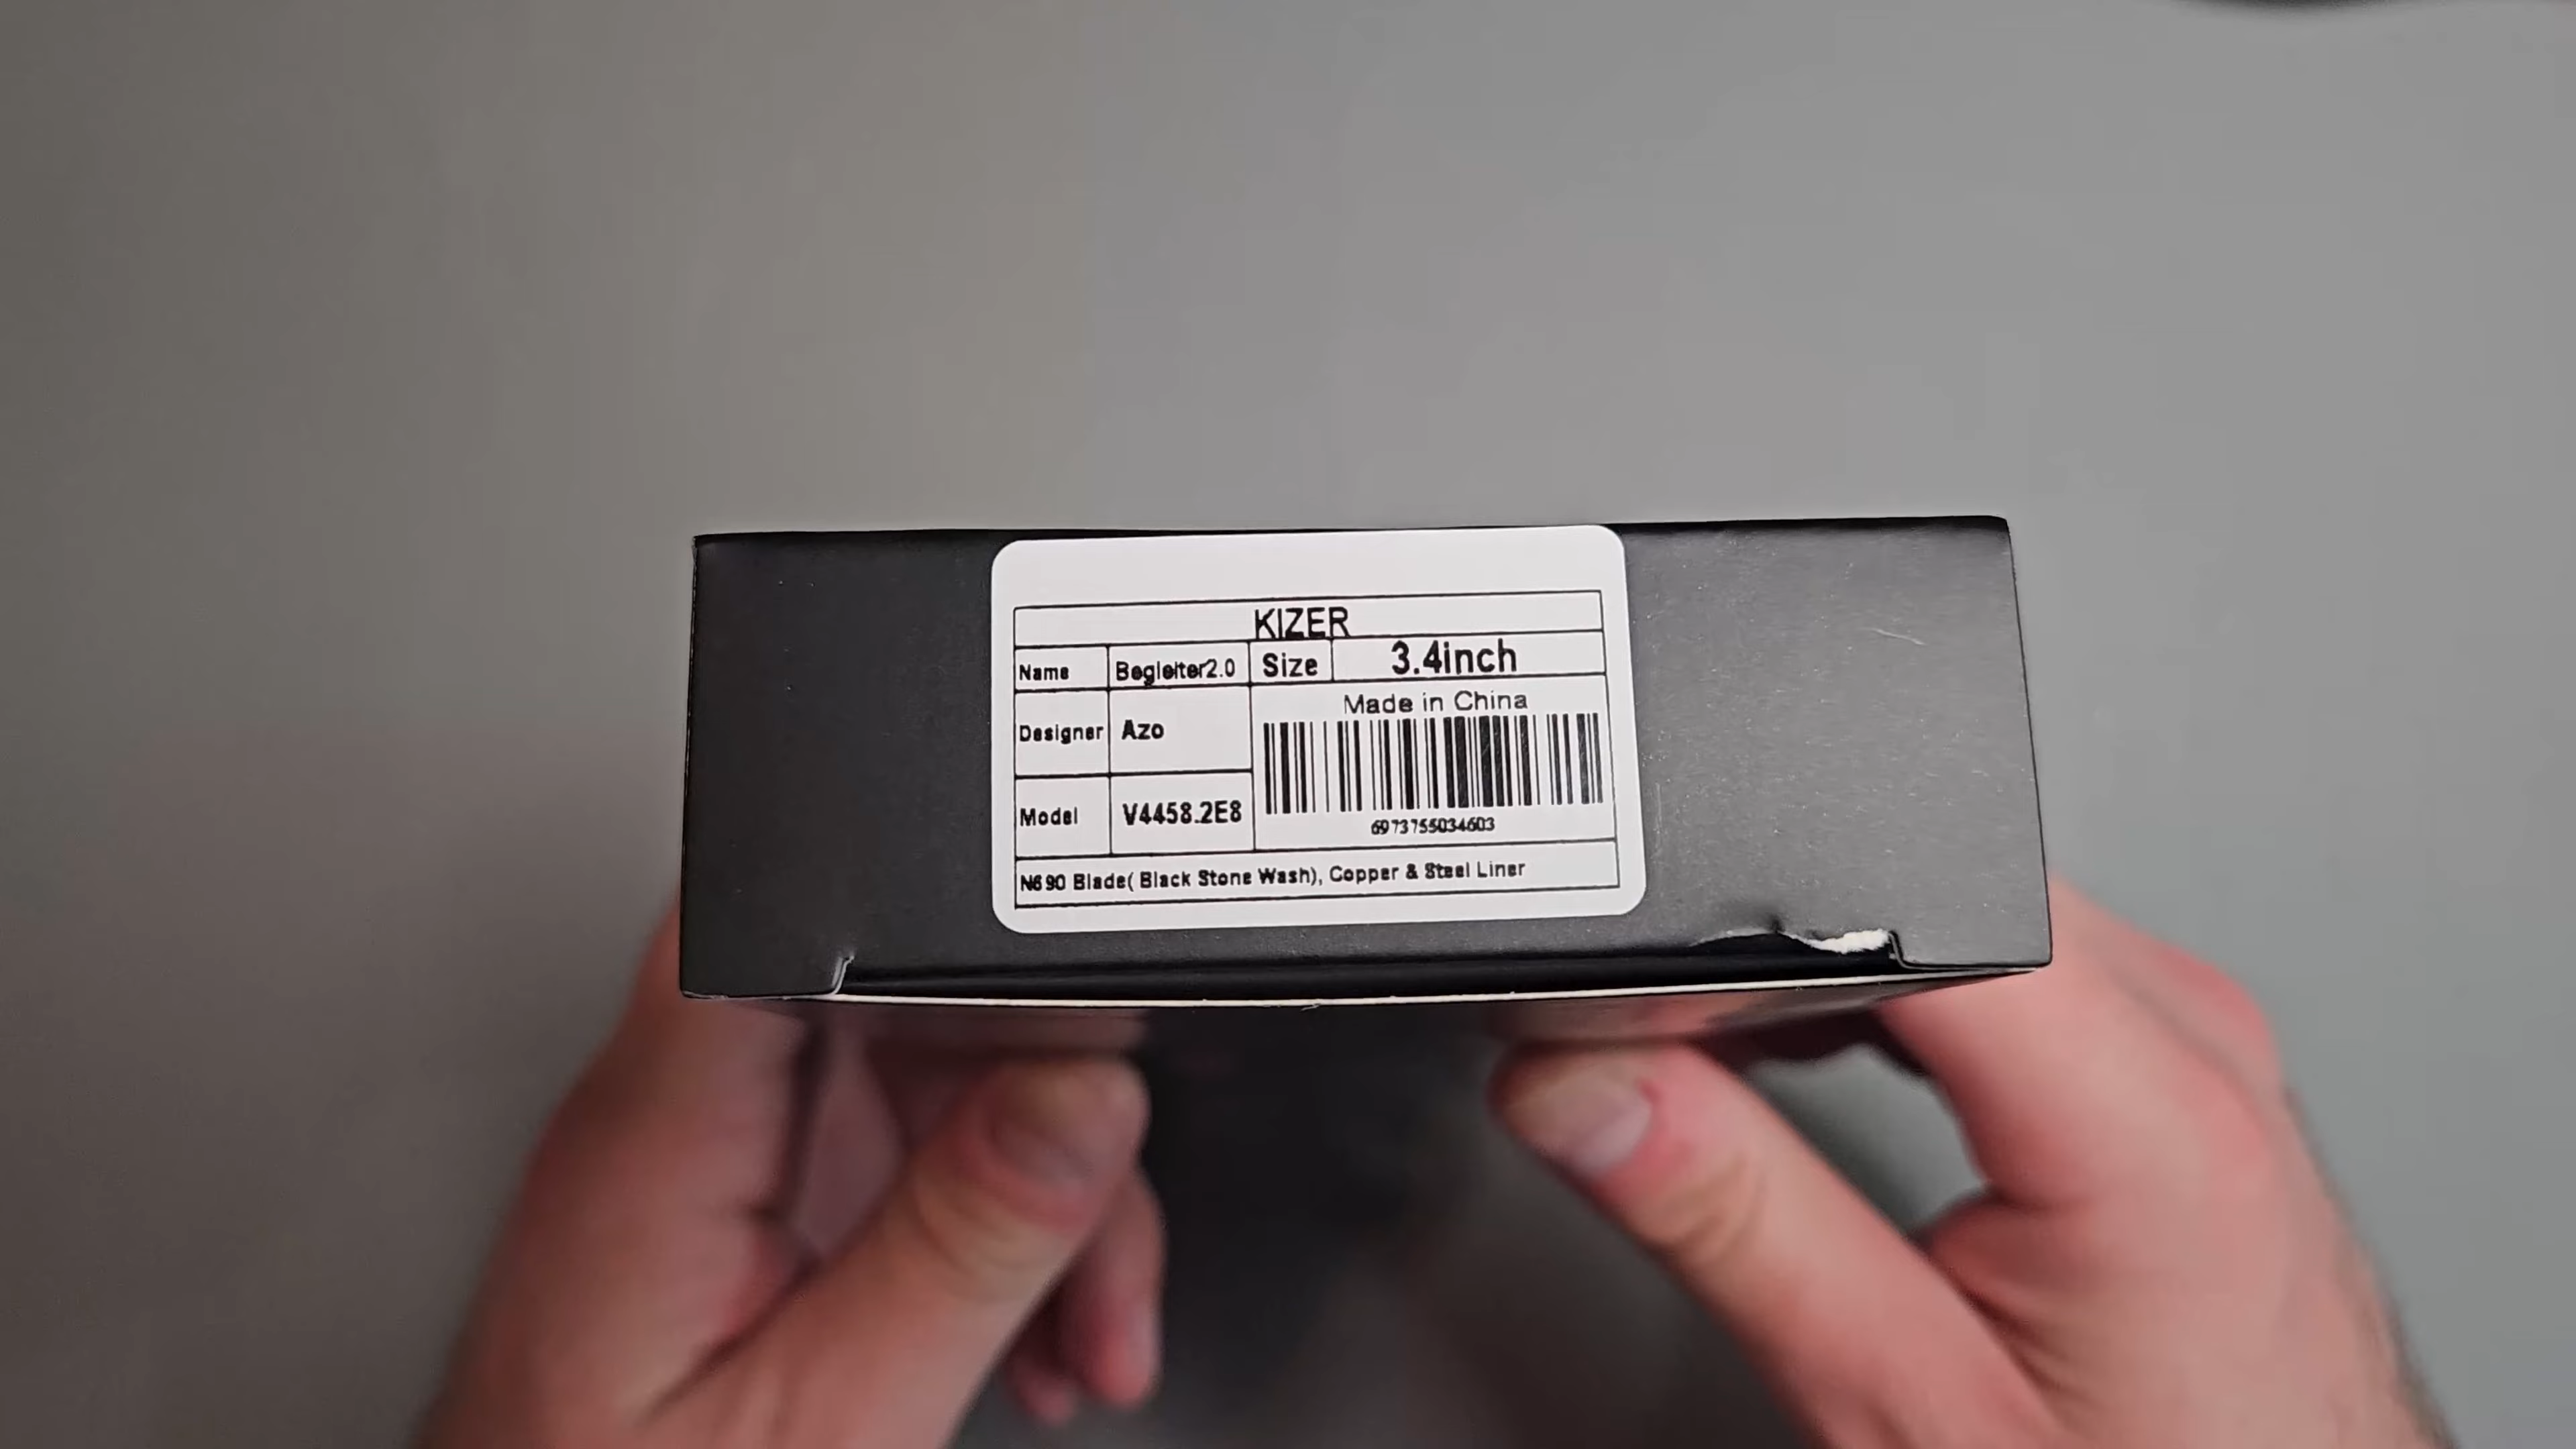 KIZER
Name Begleiter2.0 Size 3.4inch
Made in China
Designer Azo
Model V4458.2E8
6973755034603
N690 Blade( Black Stone Wash), Copper & Steel Liner